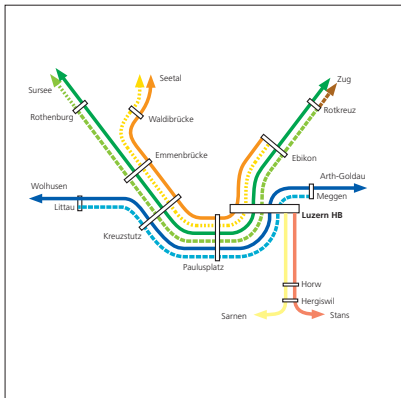 Seetal
Zug
Sursee
Rothenburg
Waldibrücke
Rotkreuz
Emmenbrücke
Ebikon
Wolhusen
Arth-Goldau
Littau
Meggen
Luzern HB
Kreuzstutz
Paulusplatz
Horw
Hergiswil
Sarnen
Stans